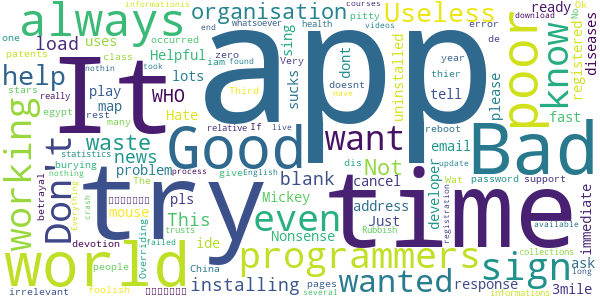 informationis whatsoever courses
one always organisation Useless ready No Ok download
patents load uses end health videos error diseases
occurred Helpful using zero iam found Very de
stars class play nothin took lots sucks dont doesnt year please
help It app poor know
really map WHO tell thier registered uninstalled
egypt rest Hate Third have fast
many relative If live reboot
working Don't waste Good want Bad
statistics news process English give dis email update
burying problem blank Not cancel Wat password support
nothing try time
betrayal The pls address developer registration
Everything crash mouse This Mickey even Just Rubbish available
devotion ide Nonsense programmers collections
world failed trusts Overriding wanted sign ask long
people China pages response immediate
irrelevant foolish installing several informations 3mile